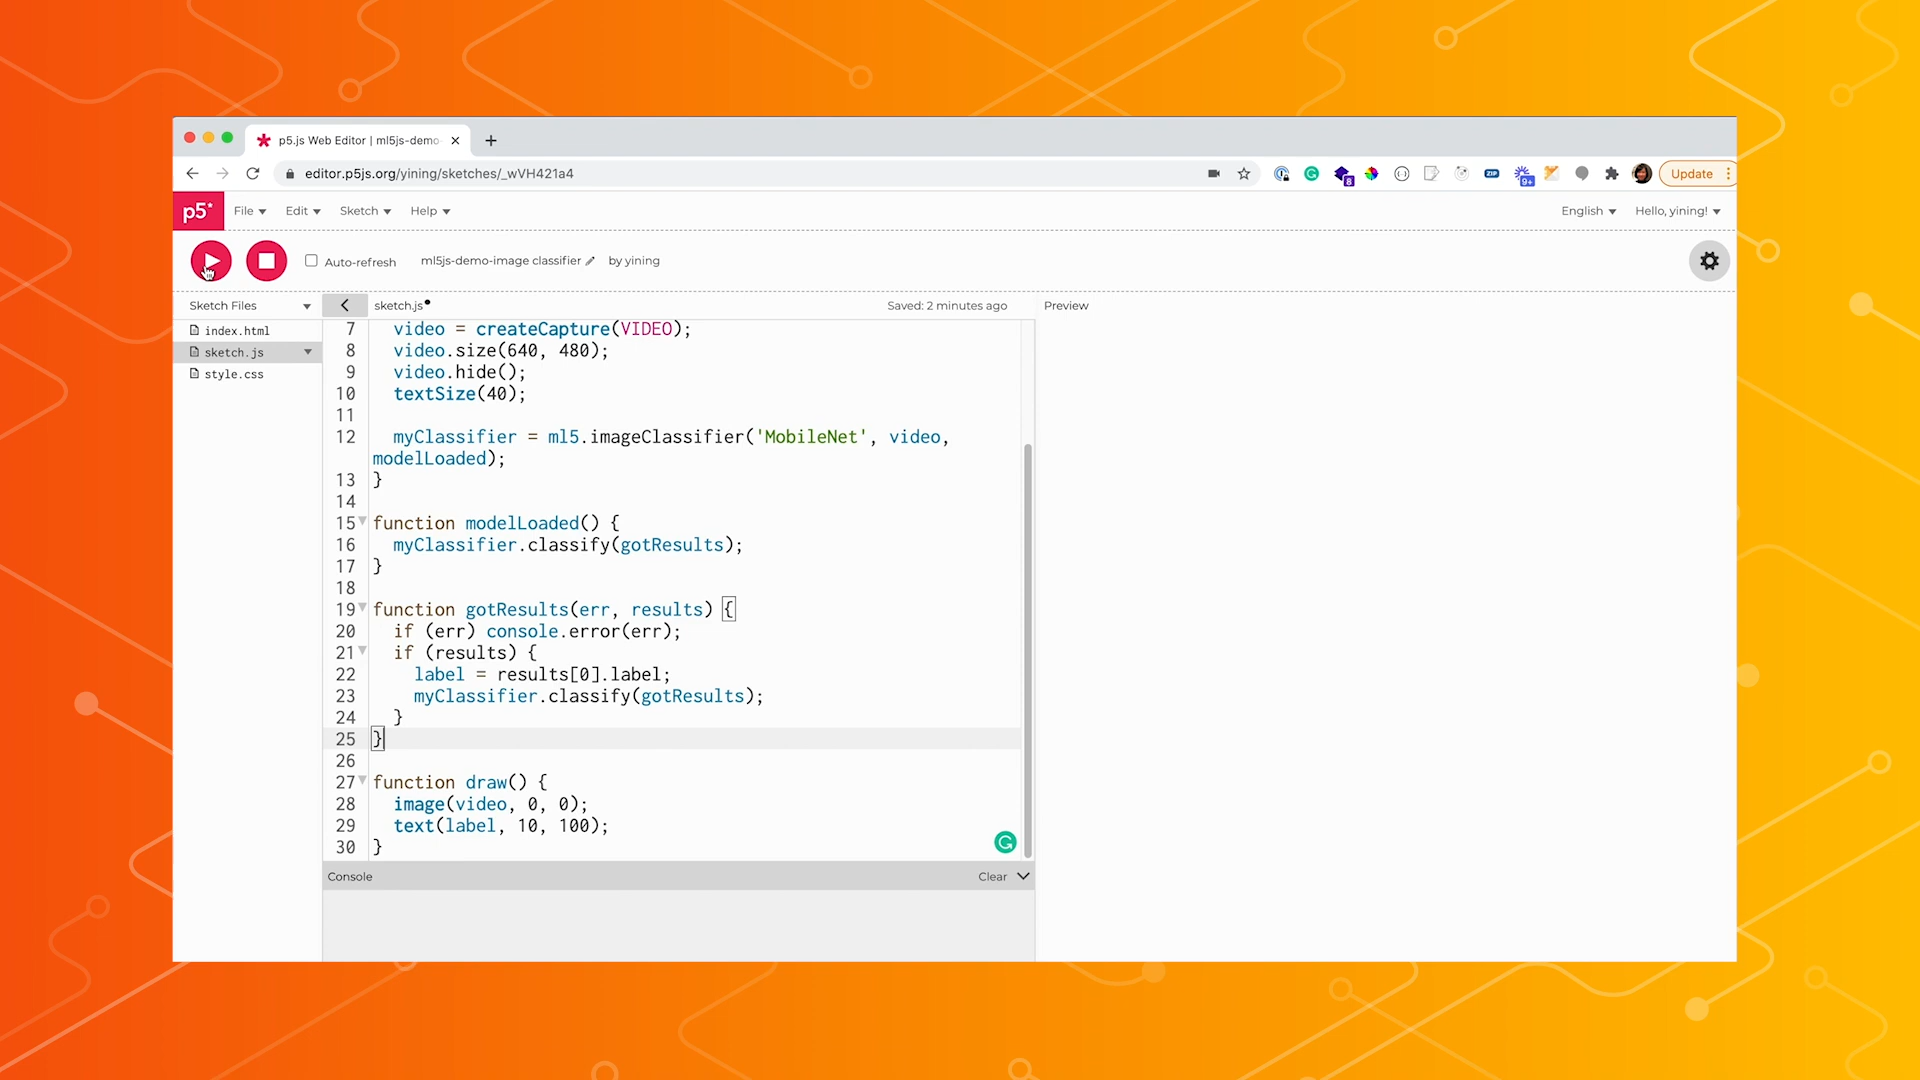 p5.js Web Editor | ml5js-demo
editor.p5js.org/yining/sketches/_wVH421a4
8
ZIP
9+
Update
p5*
File
Edit
Sketch
Help
English
Hello, yining!
Auto-refresh
ml5js-demo-image classifier
by yining
Sketch Files
sketch.js
Saved: 2 minutes ago
Preview
index.html
sketch.js
style.css
7 video = createCapture(VIDEO);
8 video.size(640, 480);
9 video.hide();
10 textSize(40);
11
12 myClassifier = ml5.imageClassifier('MobileNet', video,
modelLoaded);
13 }
14
15 function modelLoaded() {
16 myClassifier.classify(gotResults);
17 }
18
19 function gotResults(err, results) {
20 if (err) console.error(err);
21 if (results) {
22 label = results[0].label;
23 myClassifier.classify(gotResults);
24 }
25 }
26
27 function draw() {
28 image(video, 0, 0);
29 text(label, 10, 100);
30 }
Console
Clear